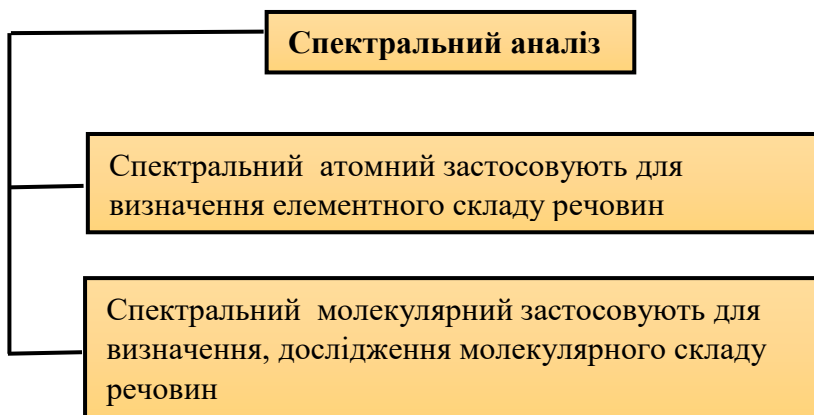 Спектральний аналіз
Спектральний атомний застосовують для
визначення елементного складу речовин
Спектральний молекулярний застосовують для
визначення, дослідження молекулярного складу
речовин